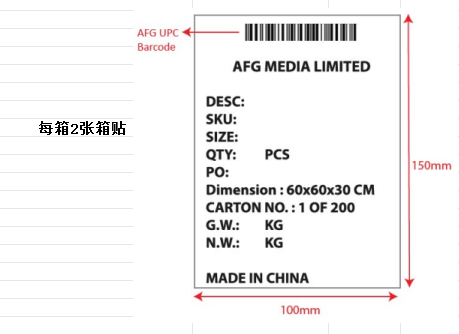 AFG UPC
Barcode
AFG MEDIA LIMITED
每箱2张箱贴
DESC:
SKU:
SIZE:
QTY: PCS
PO:
Dimension : 60x60x30 CM
CARTON NO. : 1 OF 200
G.W.: KG
N.W.: KG
MADE IN CHINA
150mm
100mm